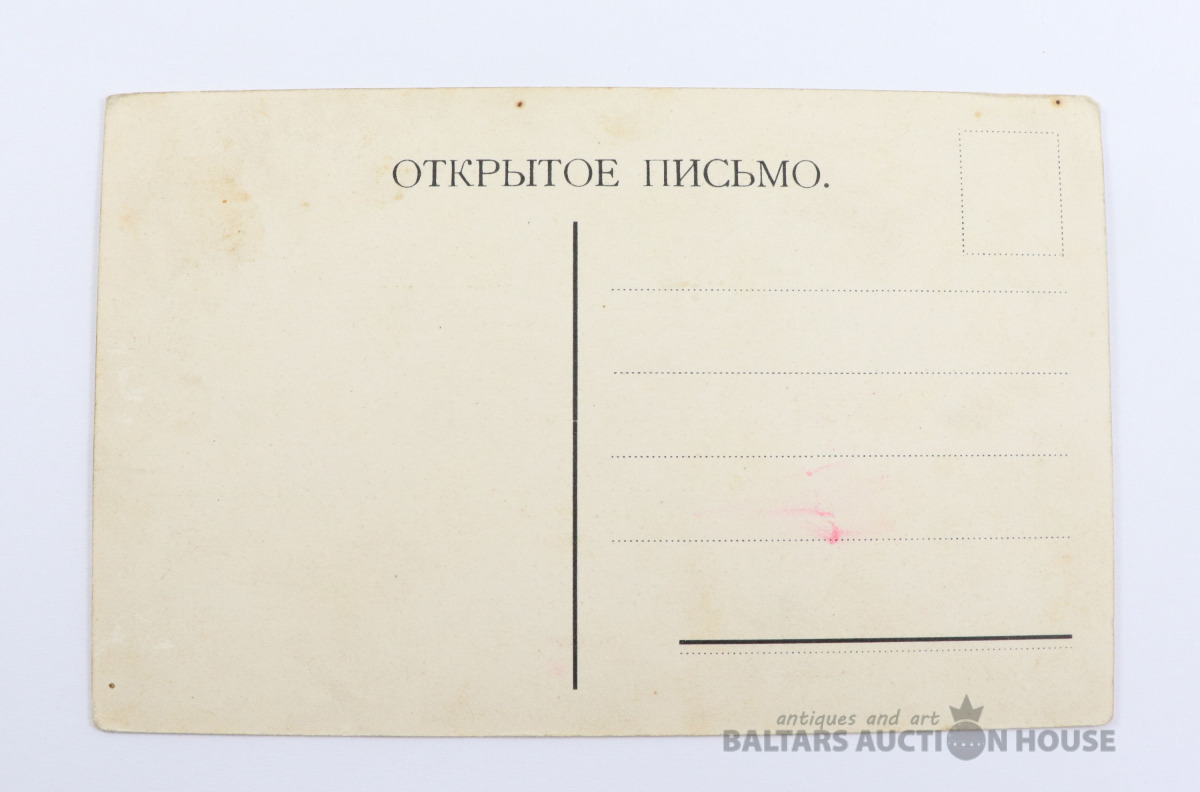 ОТКРЫТОЕ ПИСЬМО.
antiques and art
BALTARS AUCTION HOUSE